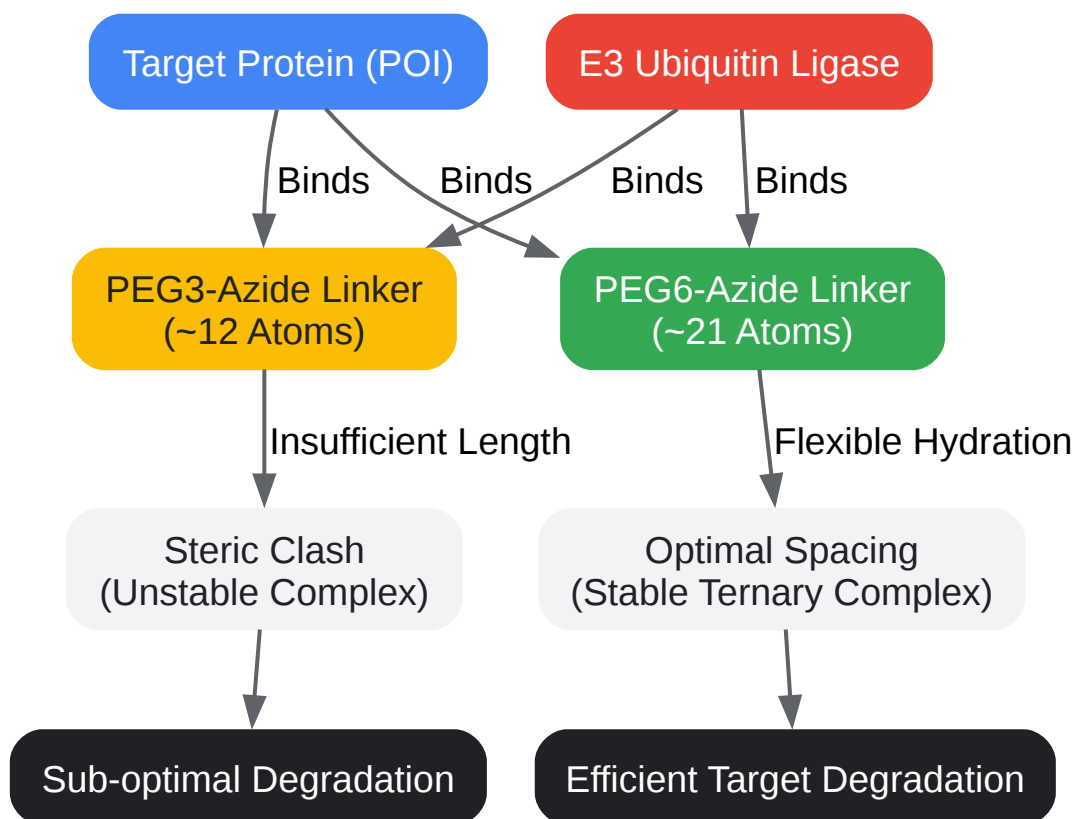 Target Protein (POI)
E3 Ubiquitin Ligase
Binds
Binds
Binds
Binds
PEG3-Azide Linker
(~12 Atoms)
PEG6-Azide Linker
(~21 Atoms)
Insufficient Length
Flexible Hydration
Steric Clash
(Unstable Complex)
Optimal Spacing
(Stable Ternary Complex)
Sub-optimal Degradation
Efficient Target Degradation